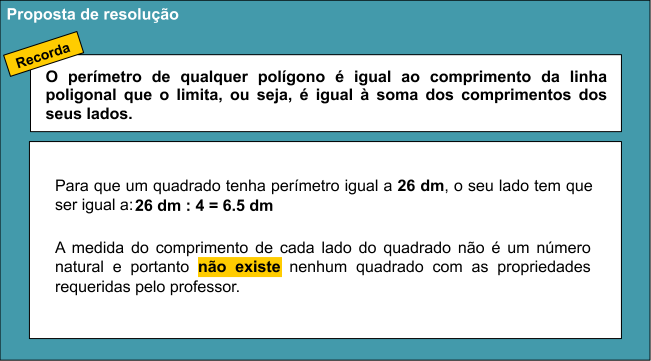 Proposta de resolução
Recorda
O perímetro de qualquer polígono é igual ao comprimento da linha
poligonal que o limita, ou seja, é igual à soma dos comprimentos dos
seus lados.
Para que um quadrado tenha perímetro igual a 26 dm, o seu lado tem que
ser igual a: 26 dm : 4 = 6.5 dm
A medida do comprimento de cada lado do quadrado não é um número
natural e portanto não existe nenhum quadrado com as propriedades
requeridas pelo professor.